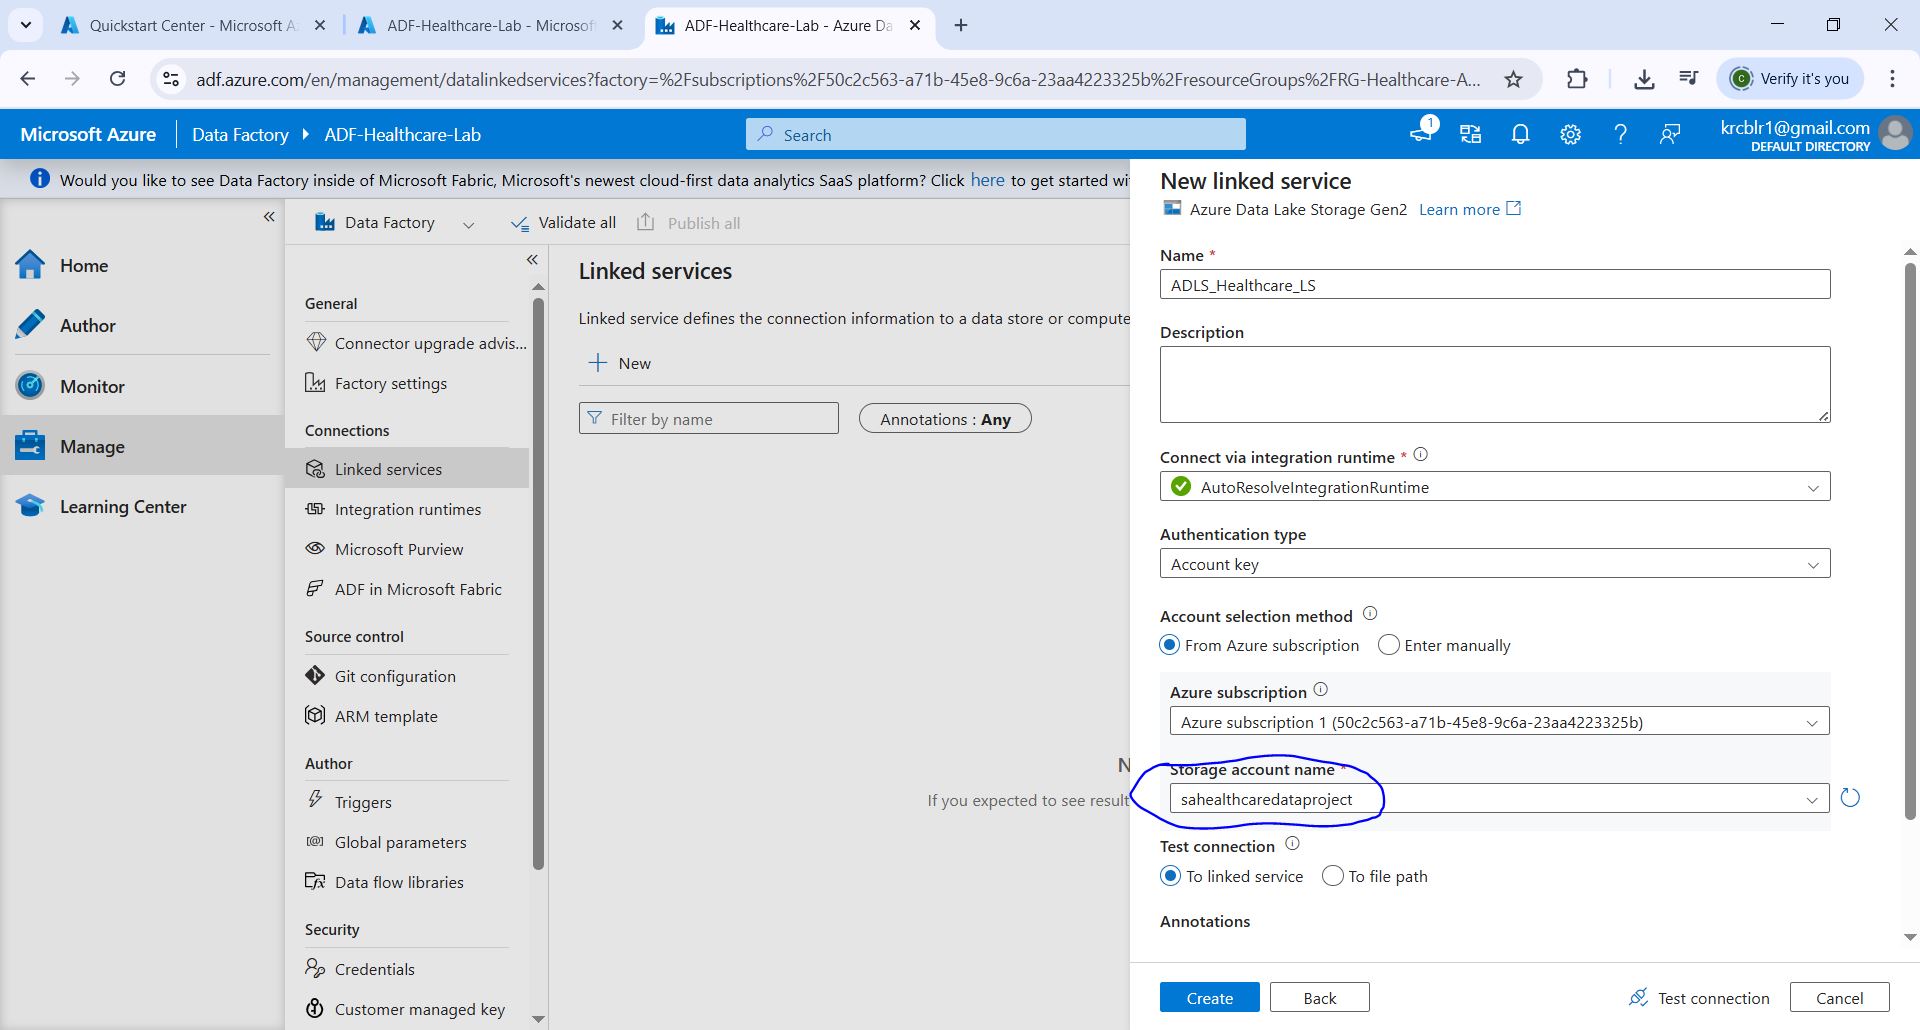 Quickstart Center - Microsoft Az
ADF-Healthcare-Lab - Microsof
ADF-Healthcare-Lab - Azure Da
adf.azure.com/en/management/datalinkedservices?factory=%2Fsubscriptions%2F50c2c563-a71b-45e8-9c6a-23aa4223325b%2FresourceGroups%2FRG-Healthcare-A...
C
Verify it's you
Microsoft Azure
Data Factory
ADF-Healthcare-Lab
Search
1
krcblr1@gmail.com
DEFAULT DIRECTORY
Would you like to see Data Factory inside of Microsoft Fabric, Microsoft's newest cloud-first data analytics SaaS platform? Click here to get started wi
Home
Author
Monitor
Manage
Learning Center
Data Factory
Validate all
Publish all
General
Connector upgrade advis...
Factory settings
Connections
Linked services
Integration runtimes
Microsoft Purview
ADF in Microsoft Fabric
Source control
Git configuration
ARM template
Author
Triggers
Global parameters
Data flow libraries
Security
Credentials
Customer managed key
Linked services
Linked service defines the connection information to a data store or compute
New
Filter by name
Annotations : Any
N
If you expected to see result
New linked service
Azure Data Lake Storage Gen2 Learn more
Name *
ADLS_Healthcare_LS
Description
Connect via integration runtime *
AutoResolveIntegrationRuntime
Authentication type
Account key
Account selection method
From Azure subscription
Enter manually
Azure subscription
Azure subscription 1 (50c2c563-a71b-45e8-9c6a-23aa4223325b)
Storage account name *
sahealthcaredataproject
Test connection
To linked service
To file path
Annotations
Create
Back
Test connection
Cancel